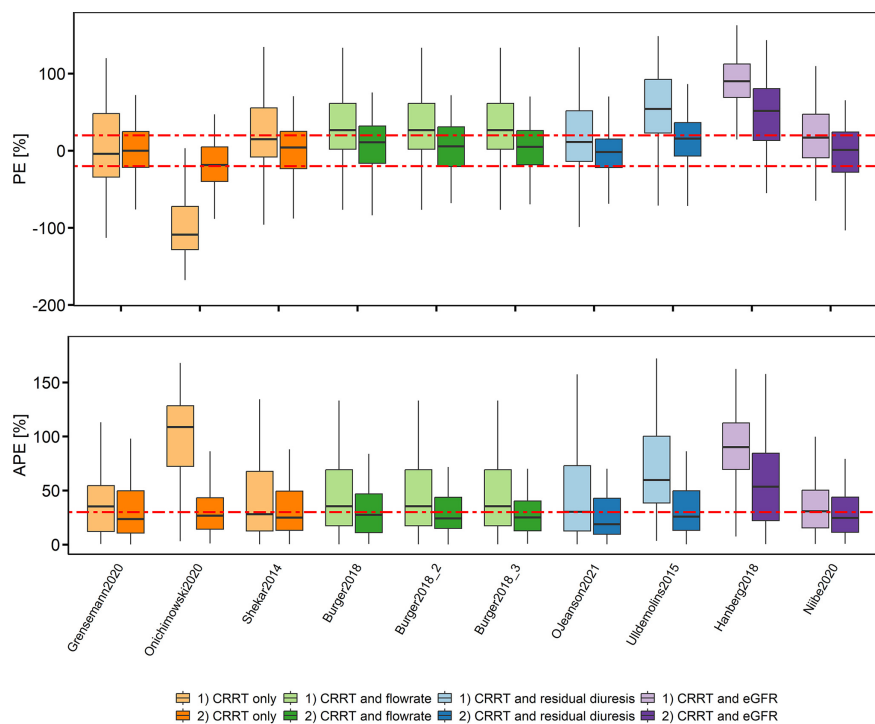 PE [%]
100
0
-100
-200
APE [%]
150
100
50
0
Grensemann2020
Onichimowski2020
Shekar2014
Burger2018
Burger2018_2
Burger2018_3
OJeanson2021
Ulldemolins2015
Hanberg2018
Niibe2020
1) CRRT only 1) CRRT and flowrate 1) CRRT and residual diuresis 1) CRRT and eGFR
2) CRRT only 2) CRRT and flowrate 2) CRRT and residual diuresis 2) CRRT and eGFR